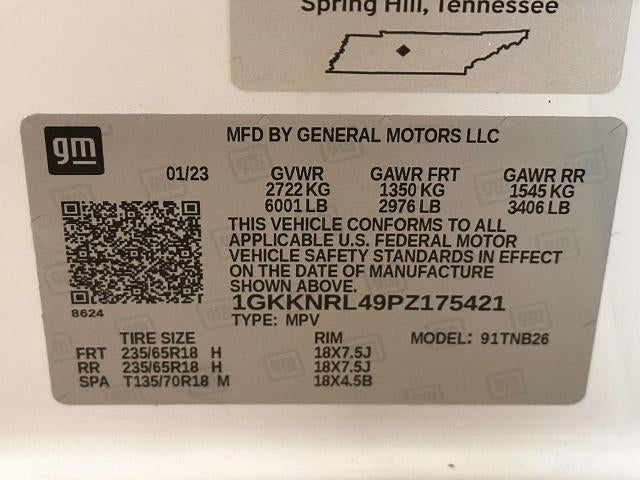 Spring Hill, Tennessee
gm
MFD BY GENERAL MOTORS LLC
01/23 GVWR GAWR FRT GAWR RR
2722 KG 1350 KG 1545 KG
6001 LB 2976 LB 3406 LB
THIS VEHICLE CONFORMS TO ALL
APPLICABLE U.S. FEDERAL MOTOR
VEHICLE SAFETY STANDARDS IN EFFECT
ON THE DATE OF MANUFACTURE
SHOWN ABOVE.
8624
1GKKNRL49PZ175421
TYPE: MPV
TIRE SIZE RIM MODEL: 91TNB26
FRT 235/65R18 H 18X7.5J
RR 235/65R18 H 18X7.5J
SPA T135/70R18 M 18X4.5B